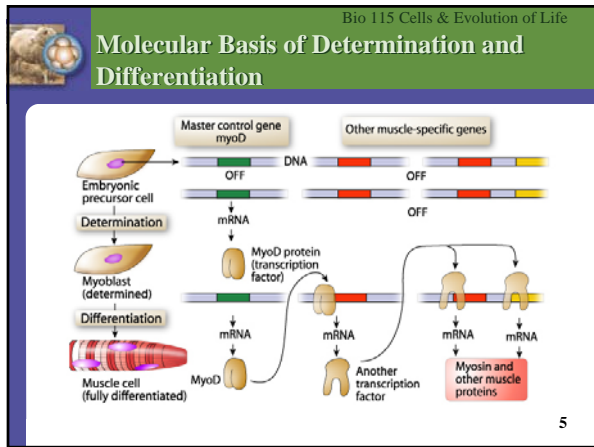 Bio 115 Cells & Evolution of Life
Molecular Basis of Determination and
Differentiation
Master control gene
myoD
Other muscle-specific genes
DNA
OFF
OFF
Embryonic
precursor cell
OFF
mRNA
Determination
MyoD protein
(transcription
factor)
Myoblast
(determined)
Differentiation
mRNA
mRNA
mRNA
mRNA
MyoD
Another
transcription
factor
Myosin and
other muscle
proteins
Muscle cell
(fully differentiated)
5